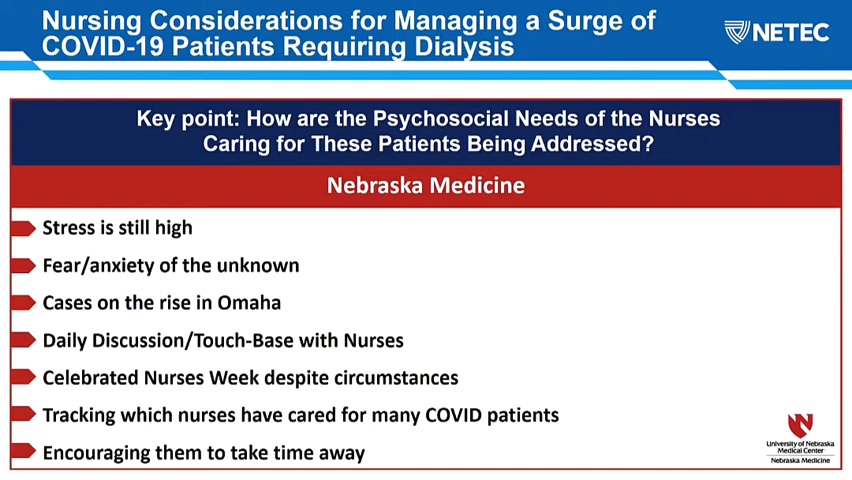 Nursing Considerations for Managing a Surge of
COVID-19 Patients Requiring Dialysis
NETEC
Key point: How are the Psychosocial Needs of the Nurses
Caring for These Patients Being Addressed?
Nebraska Medicine
Stress is still high
Fear/anxiety of the unknown
Cases on the rise in Omaha
Daily Discussion/Touch-Base with Nurses
Celebrated Nurses Week despite circumstances
Tracking which nurses have cared for many COVID patients
Encouraging them to take time away
University of Nebraska
Medical Center
Nebraska Medicine